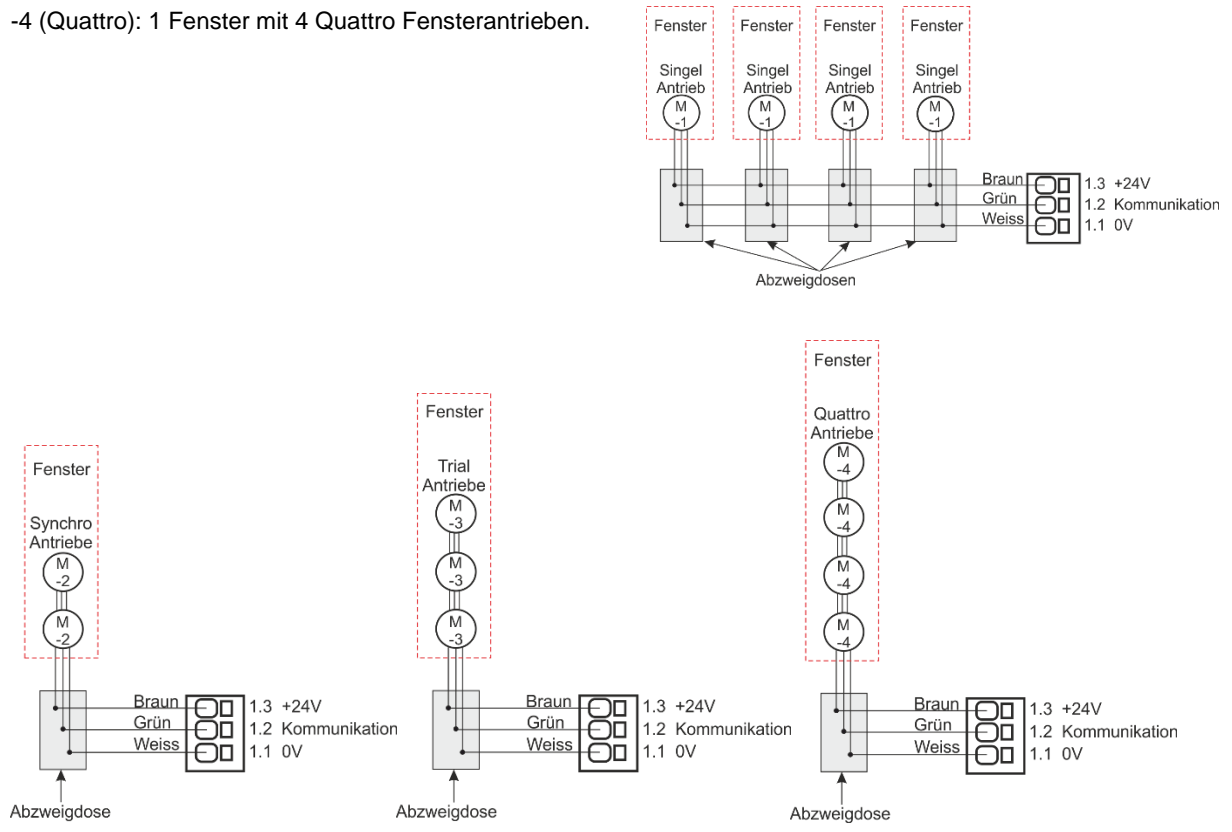 -4 (Quattro): 1 Fenster mit 4 Quattro Fensterantrieben.
Fenster Fenster Fenster Fenster
Singel Singel Singel Singel
Antrieb Antrieb Antrieb Antrieb
M M M M
-1 -1 -1 -1
Braun 1.3 +24V
Grün 1.2 Kommunikation
Weiss 1.1 0V
Abzweigdosen
Fenster
Synchro
Antriebe
M
-2
M
-2
Braun 1.3 +24V
Grün 1.2 Kommunikation
Weiss 1.1 0V
Abzweigdose
Fenster
Trial
Antriebe
M
-3
M
-3
M
-3
Braun 1.3 +24V
Grün 1.2 Kommunikation
Weiss 1.1 0V
Abzweigdose
Fenster
Quattro
Antriebe
M
-4
M
-4
M
-4
M
-4
Braun 1.3 +24V
Grün 1.2 Kommunikation
Weiss 1.1 0V
Abzweigdose